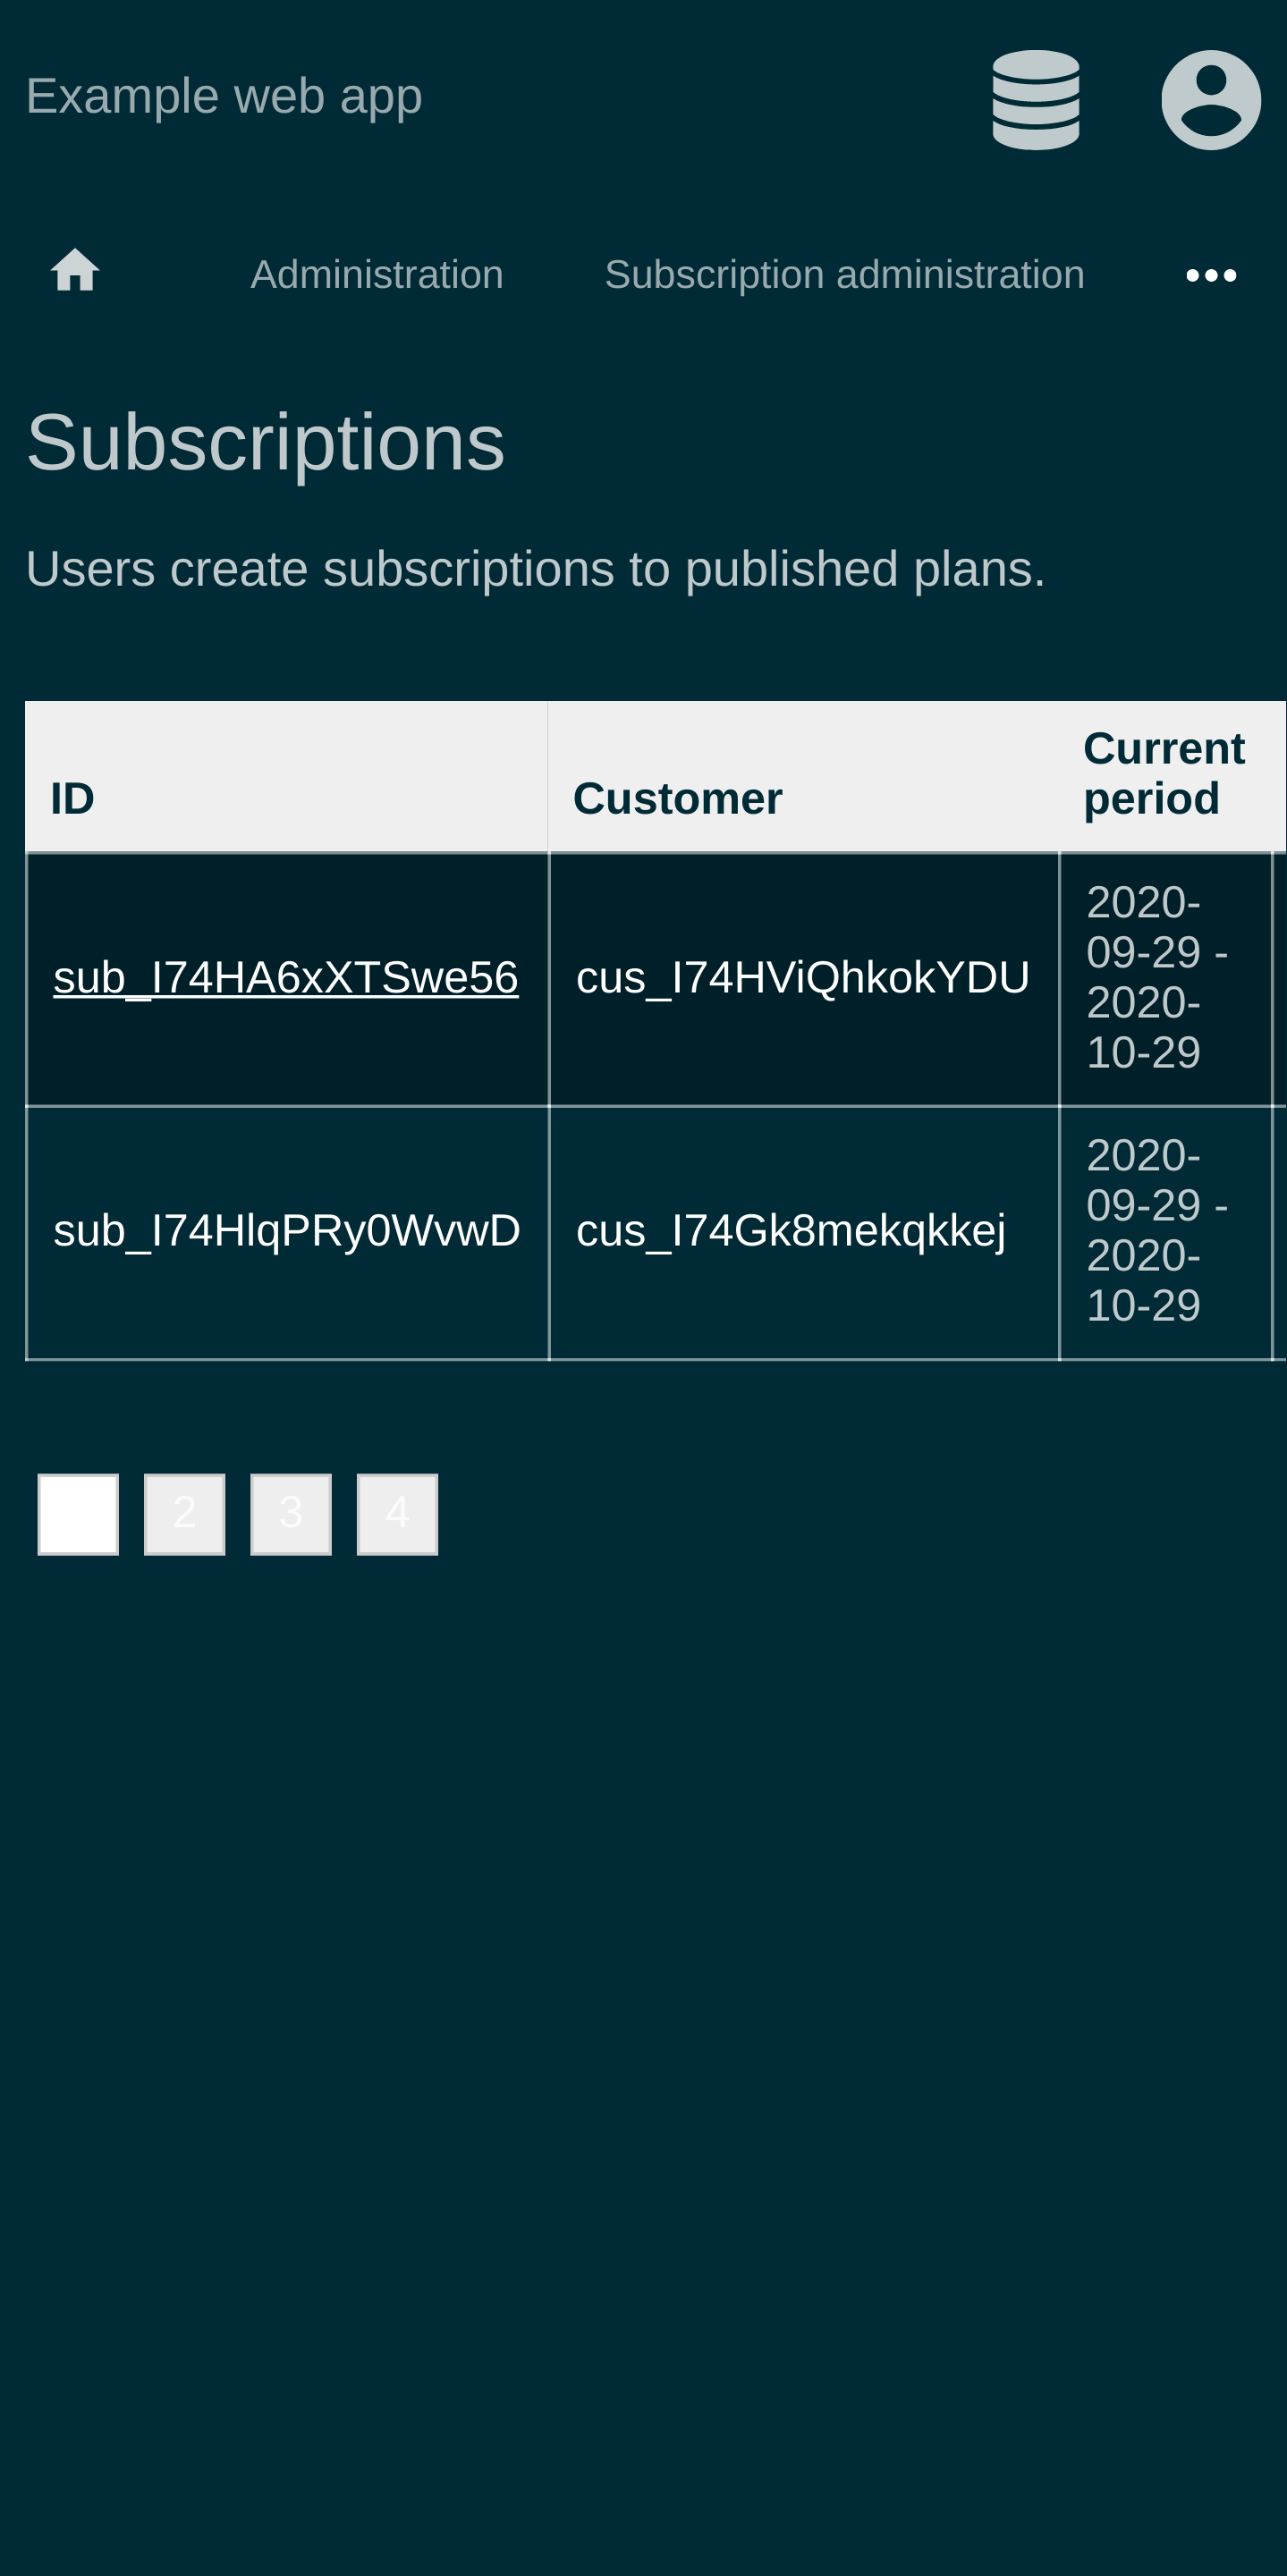 Example web app
Administration Subscription administration
Subscriptions
Users create subscriptions to published plans.
ID Customer Current period
sub_I74HA6xXTSwe56 cus_I74HViQhkokYDU 2020-09-29 - 2020-10-29
sub_I74HlqPRy0WvwD cus_I74Gk8mekqkkej 2020-09-29 - 2020-10-29
2 3 4